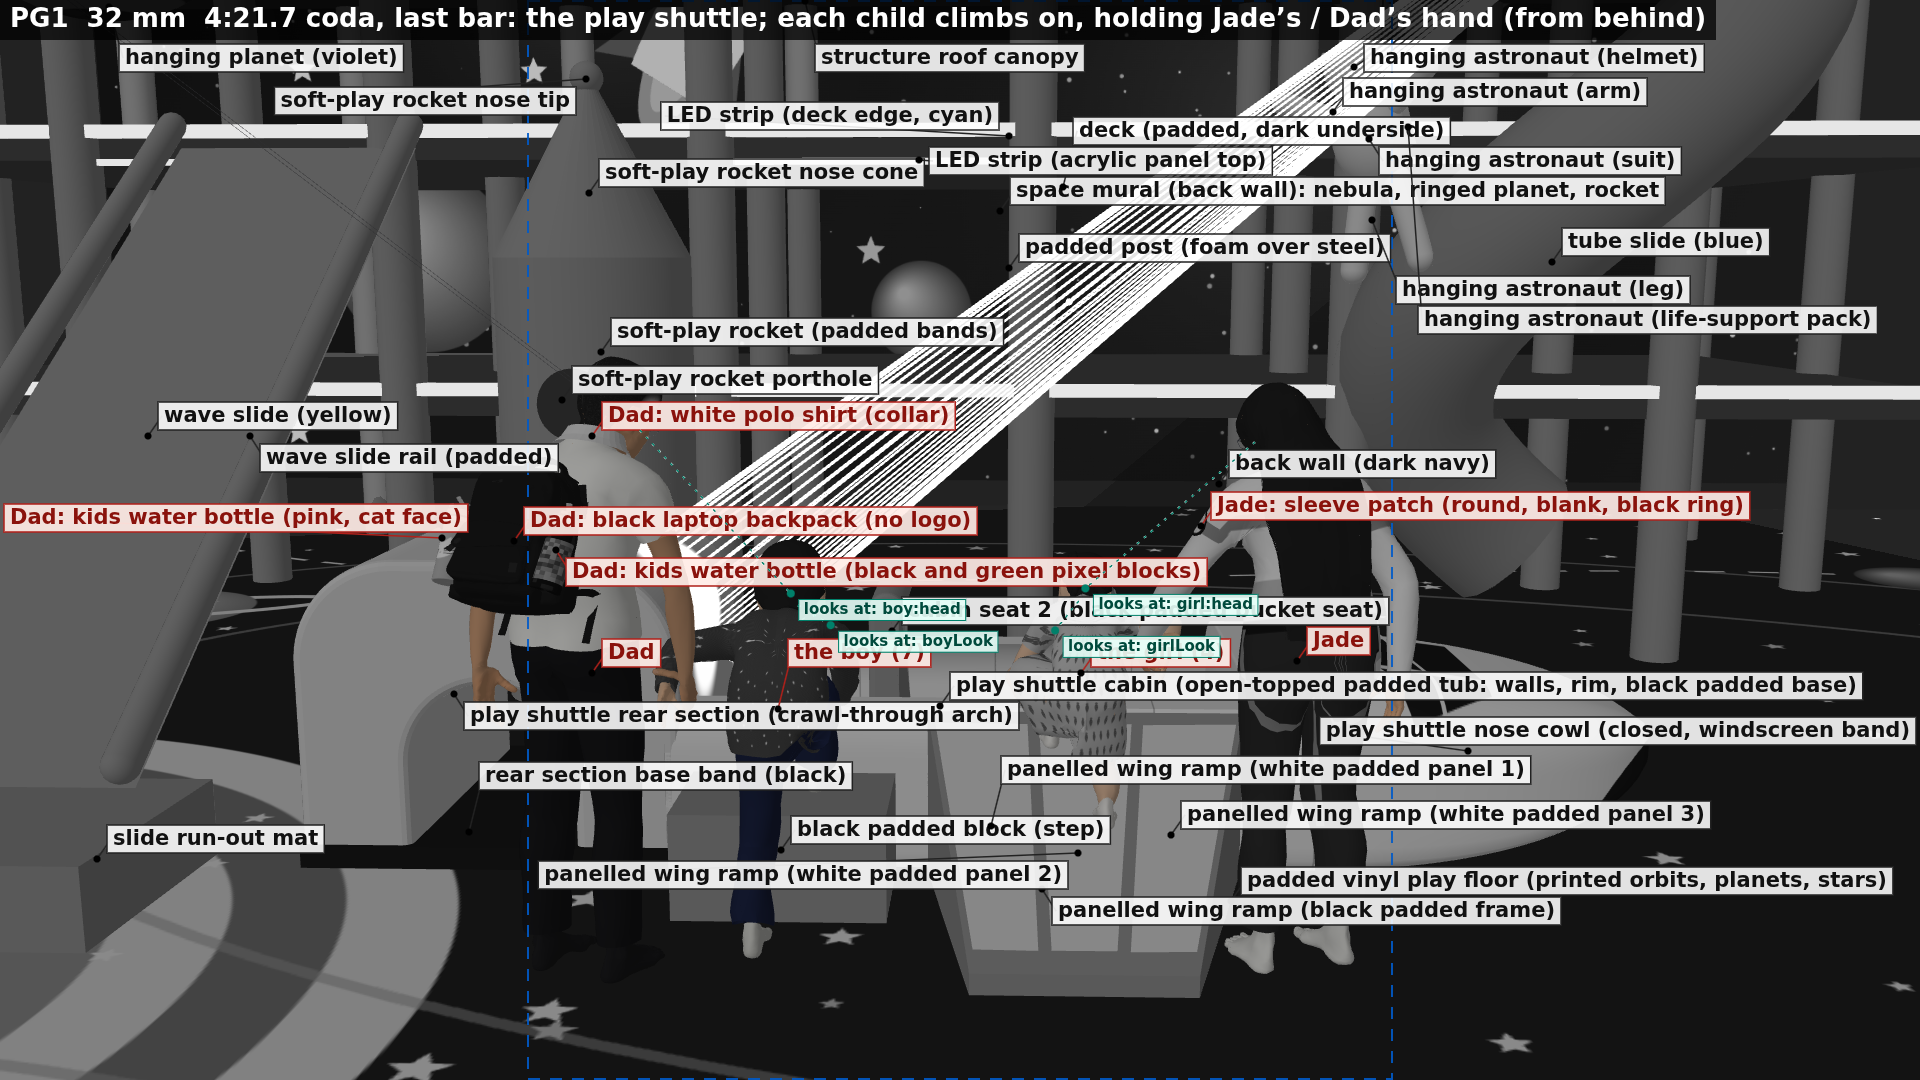 PG1  32 mm  4:21.7 coda, last bar: the play shuttle; each child climbs on, holding Jade’s / Dad’s hand (from behind)
hanging planet (violet)
structure roof canopy
hanging astronaut (helmet)
soft-play rocket nose tip
hanging astronaut (arm)
LED strip (deck edge, cyan)
deck (padded, dark underside)
soft-play rocket nose cone
LED strip (acrylic panel top)
hanging astronaut (suit)
space mural (back wall): nebula, ringed planet, rocket
padded post (foam over steel)
tube slide (blue)
hanging astronaut (leg)
hanging astronaut (life-support pack)
soft-play rocket (padded bands)
soft-play rocket porthole
wave slide (yellow)
Dad: white polo shirt (collar)
wave slide rail (padded)
back wall (dark navy)
Jade: sleeve patch (round, blank, black ring)
Dad: kids water bottle (pink, cat face)
Dad: black laptop backpack (no logo)
Dad: kids water bottle (black and green pixel blocks)
looks at: boy:head
seat 2 (black padded bucket seat)
looks at: girl:head
looks at: boyLook
looks at: girlLook
Dad
the boy (7)
Jade
play shuttle cabin (open-topped padded tub: walls, rim, black padded base)
play shuttle rear section (crawl-through arch)
play shuttle nose cowl (closed, windscreen band)
rear section base band (black)
panelled wing ramp (white padded panel 1)
panelled wing ramp (white padded panel 3)
slide run-out mat
black padded block (step)
panelled wing ramp (white padded panel 2)
padded vinyl play floor (printed orbits, planets, stars)
panelled wing ramp (black padded frame)